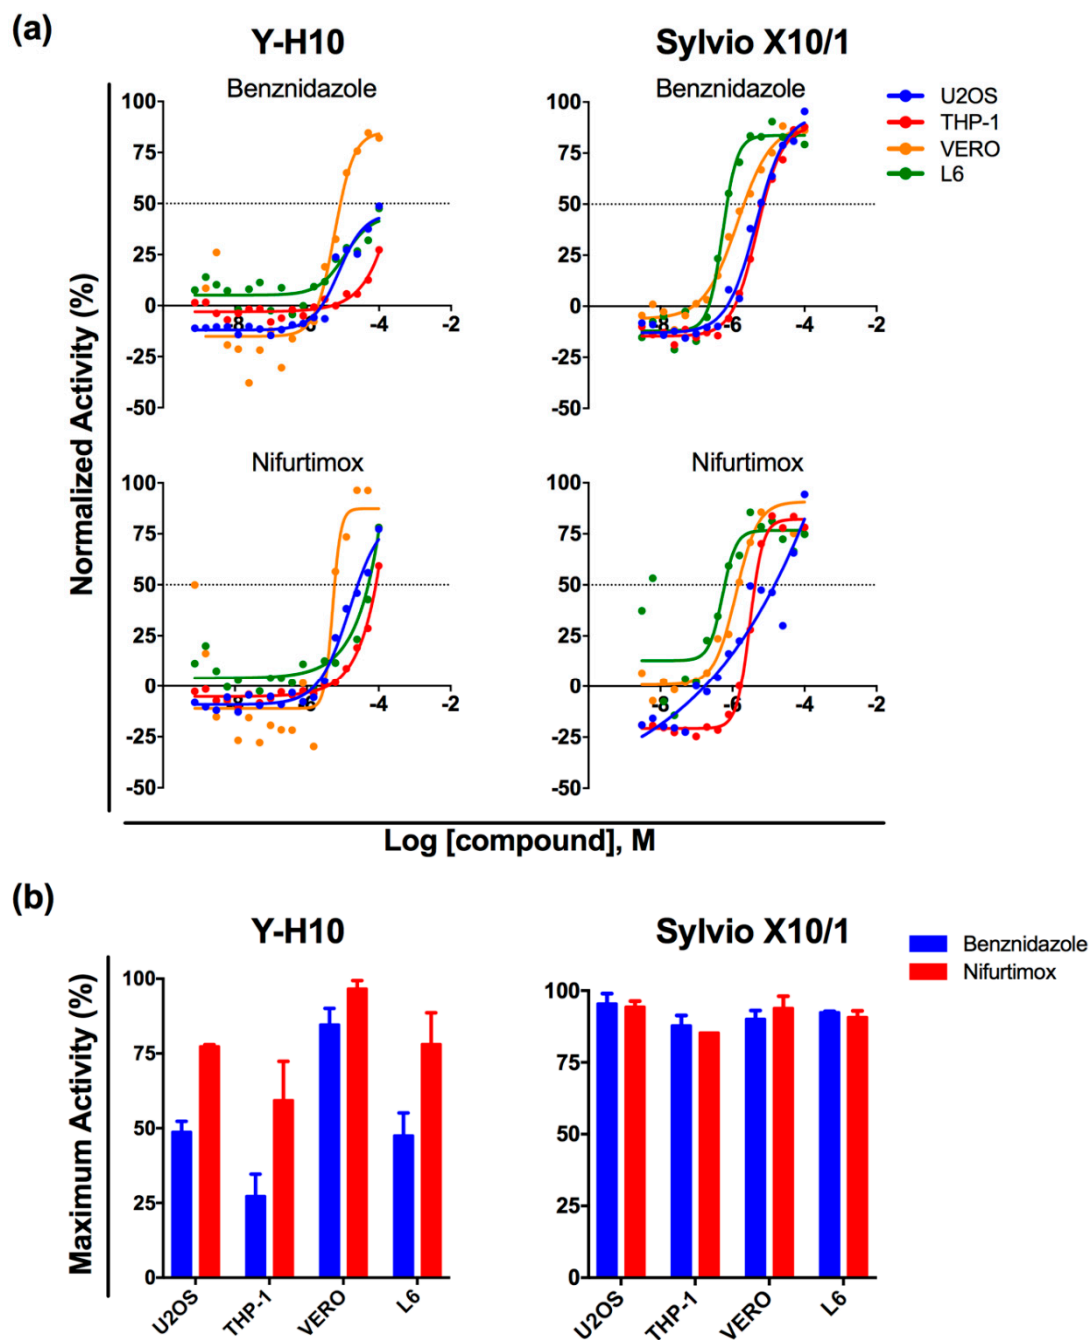 (a)
Y-H10
Sylvio X10/1
Benznidazole
Benznidazole
U2OS
THP-1
VERO
L6
100
75
50
25
0
-25
-50
-8
-6
-4
-2
100
75
50
25
0
-25
-50
-8
-6
-4
-2
Nifurtimox
Nifurtimox
100
75
50
25
0
-25
-50
-8
-6
-4
-2
100
75
50
25
0
-25
-50
-8
-6
-4
-2
Normalized Activity (%)
Log [compound], M
(b)
Y-H10
Sylvio X10/1
Benznidazole
Nifurtimox
Maximum Activity (%)
100
75
50
25
0
U2OS
THP-1
VERO
L6
100
75
50
25
0
U2OS
THP-1
VERO
L6